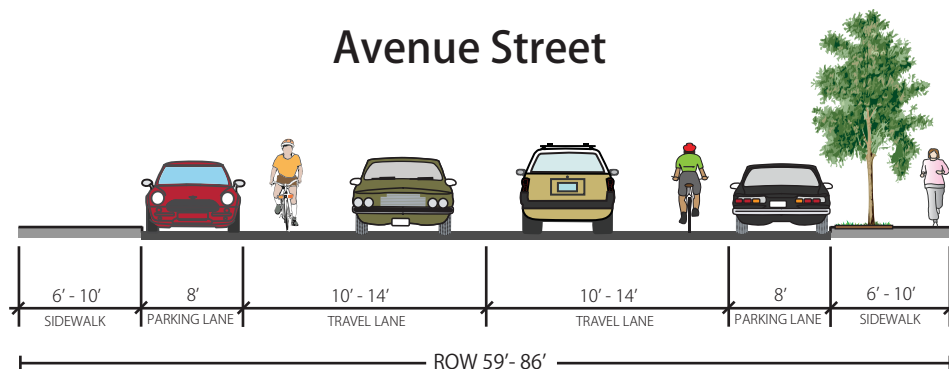 Avenue Street
6' - 10' 8' 10' - 14' 10' - 14' 8' 6' - 10'
SIDEWALK PARKING LANE TRAVEL LANE TRAVEL LANE PARKING LANE SIDEWALK
ROW 59'- 86'